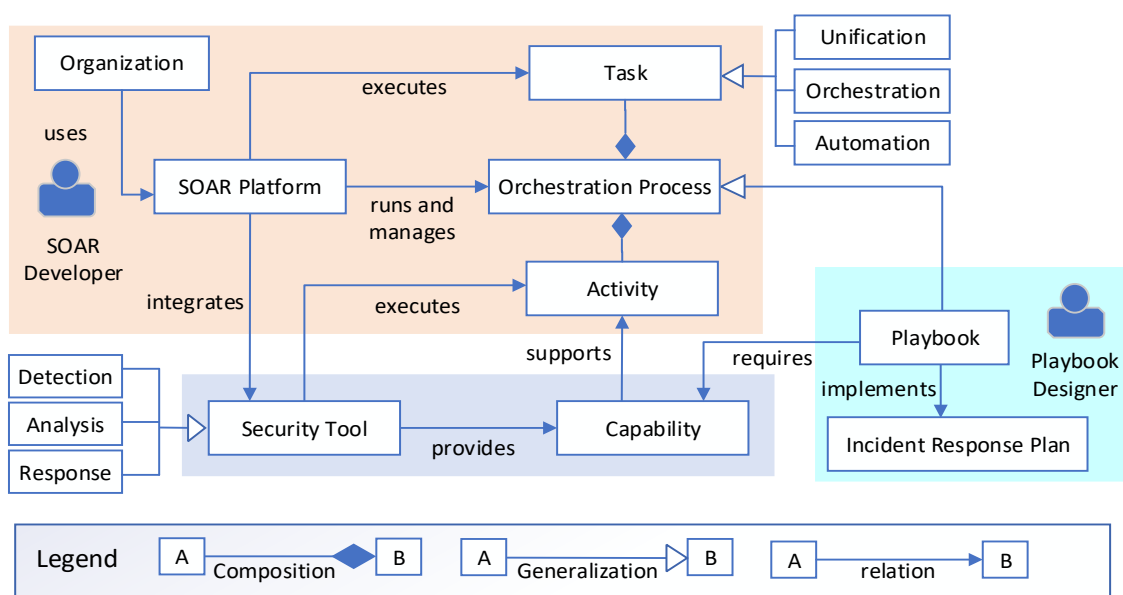 Organization
Task
Unification
Orchestration
Automation
executes
uses
SOAR Platform
Orchestration Process
runs and
manages
SOAR
Developer
integrates
executes
Activity
supports
requires
Playbook
Playbook
Designer
implements
Detection
Analysis
Response
Security Tool
provides
Capability
Incident Response Plan
Legend
A
Composition
B
A
Generalization
B
A
relation
B